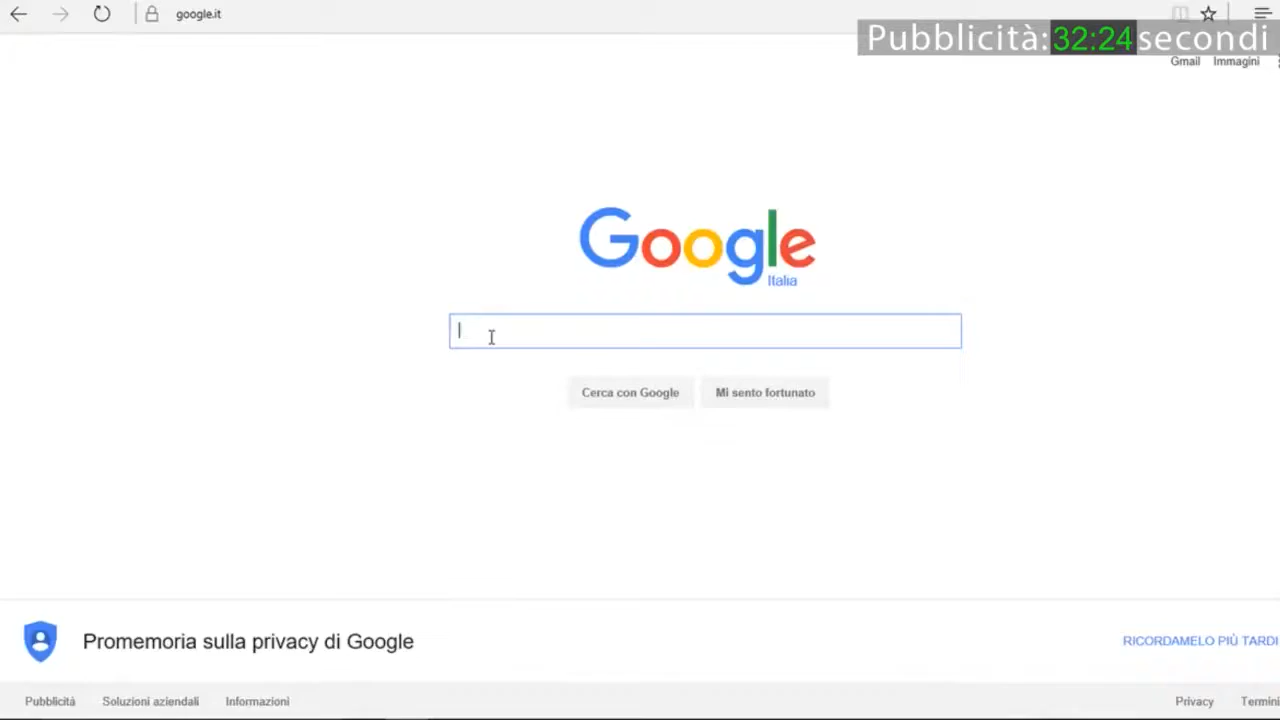 google.it
Pubblicità:32:24secondi
Gmail Immagini
Google
Italia
Cerca con Google Mi sento fortunato
Promemoria sulla privacy di Google
RICORDAMELO PIÙ TARDI
Pubblicità Soluzioni aziendali Informazioni
Privacy Termini